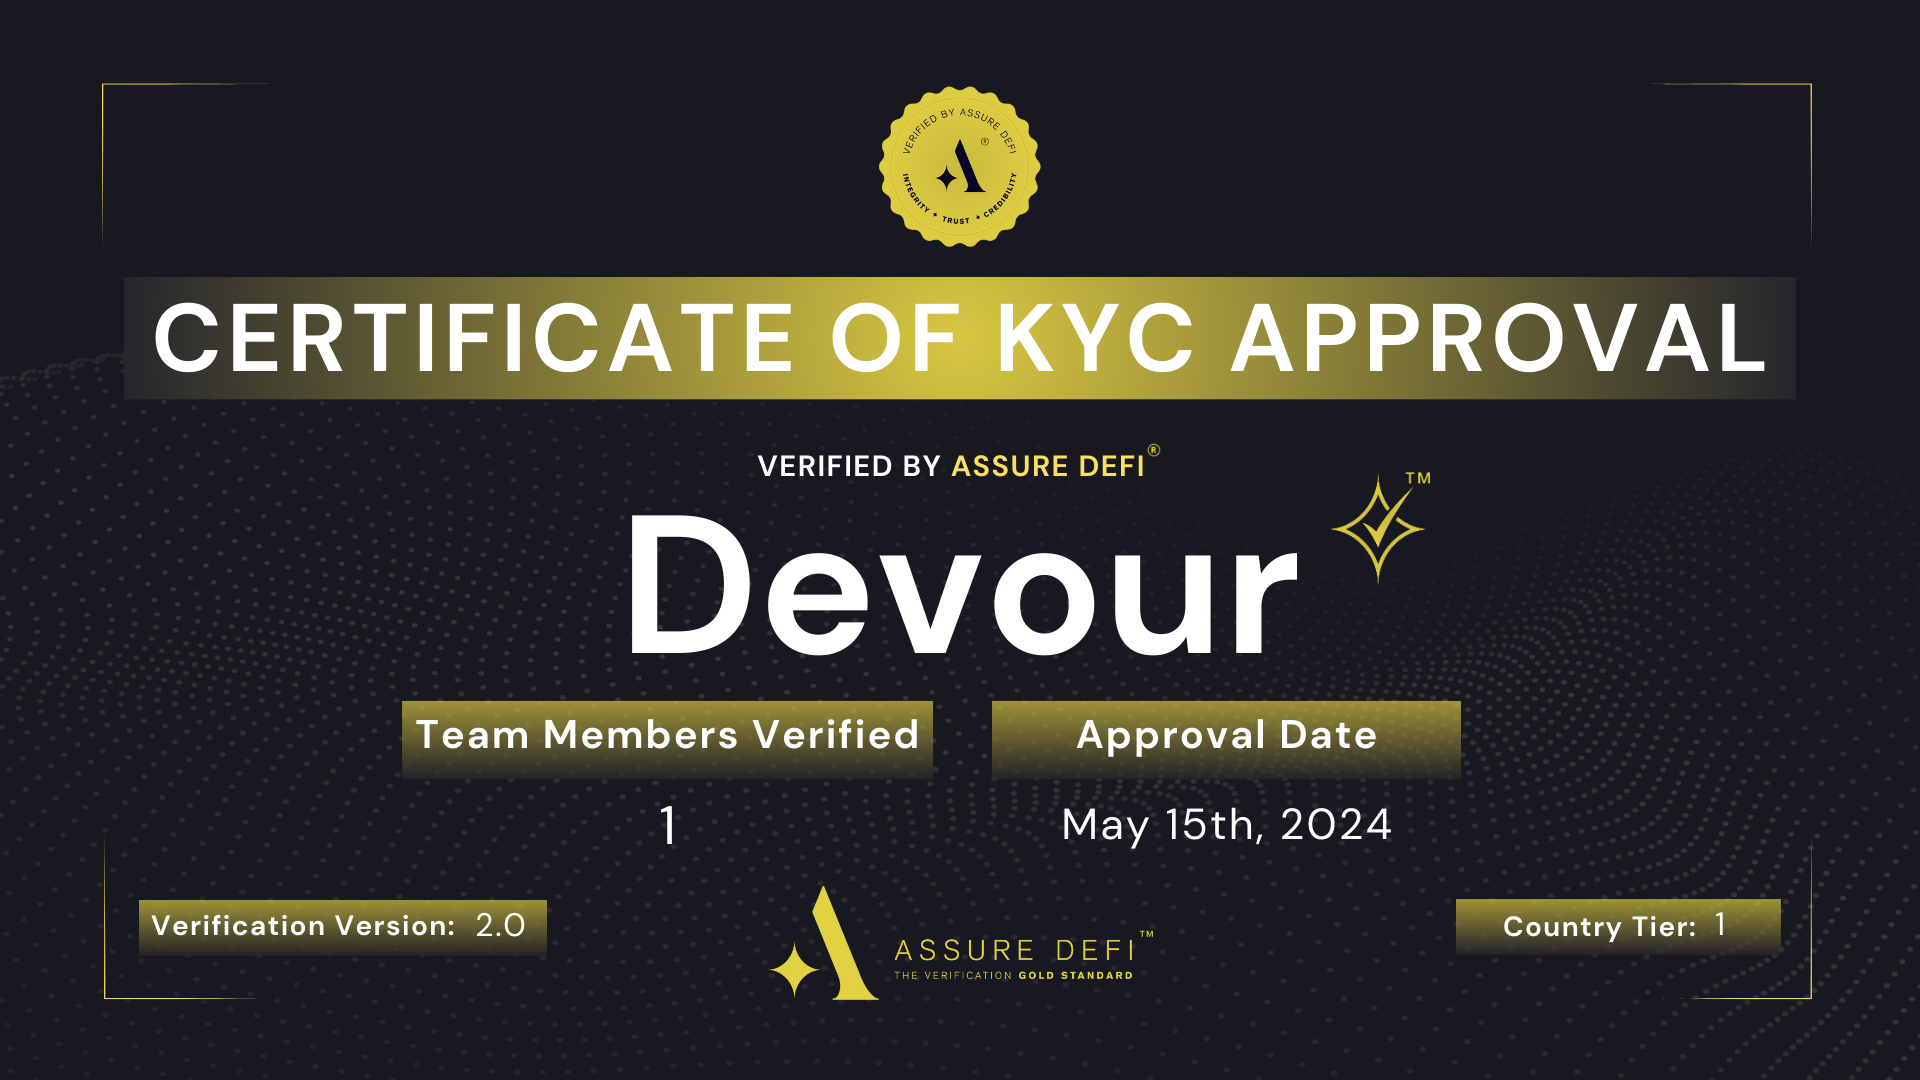 VERIFIED BY ASSURE DEFI
®
INTEGRITY ✦ TRUST ✦ CREDIBILITY
CERTIFICATE OF KYC APPROVAL
VERIFIED BY ASSURE DEFI®
TM
Devour
Team Members Verified
Approval Date
1
May 15th, 2024
Verification Version: 2.0
ASSURE DEFI™
THE VERIFICATION GOLD STANDARD
Country Tier: 1